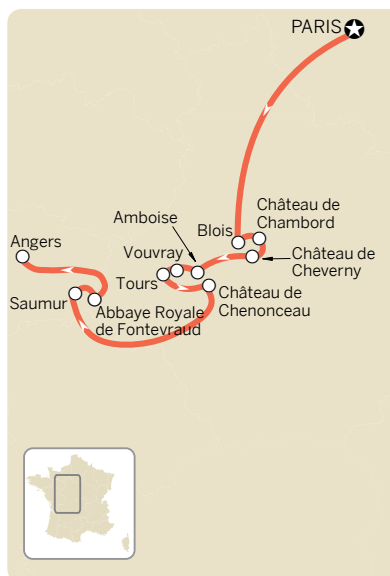 PARIS
Château de
Chambord
Amboise
Blois
Angers
Vouvray
Château de
Cheverny
Tours
Château de
Chenonceau
Saumur
Abbaye Royale
de Fontevraud